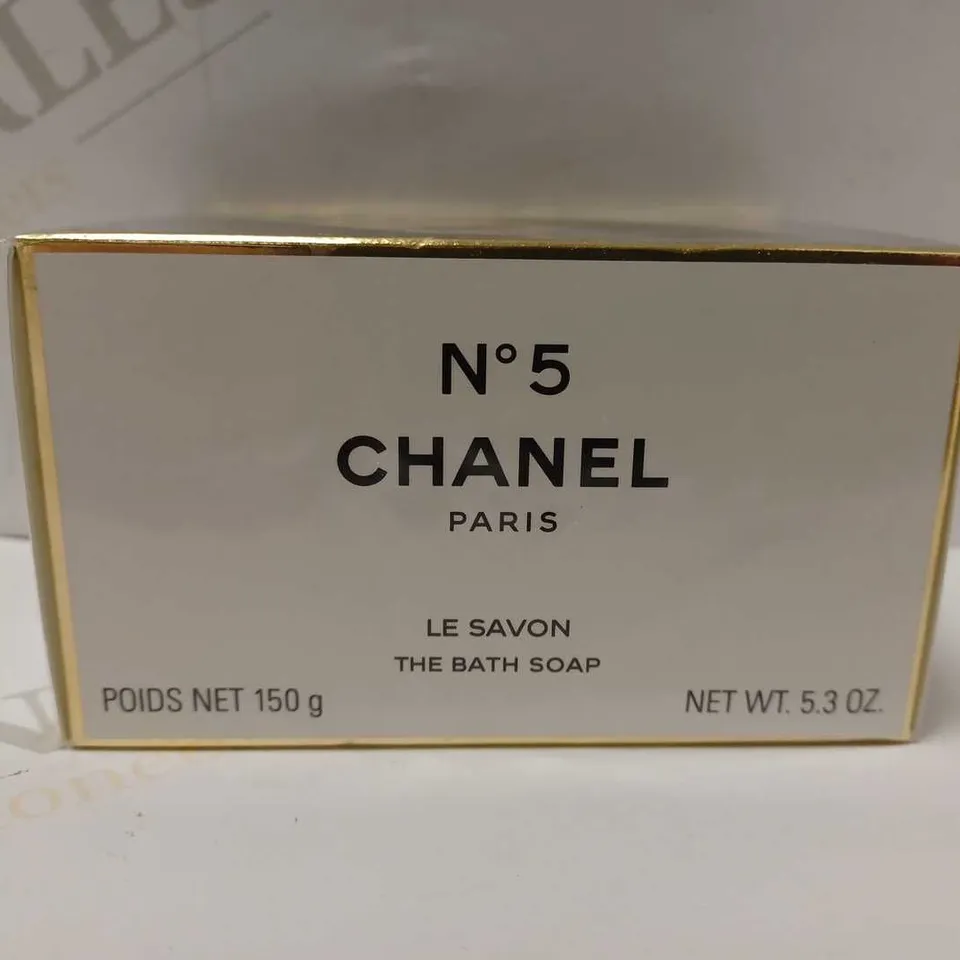 N°5
CHANEL
PARIS
LE SAVON
THE BATH SOAP
POIDS NET 150 g
NET WT. 5.3 OZ.